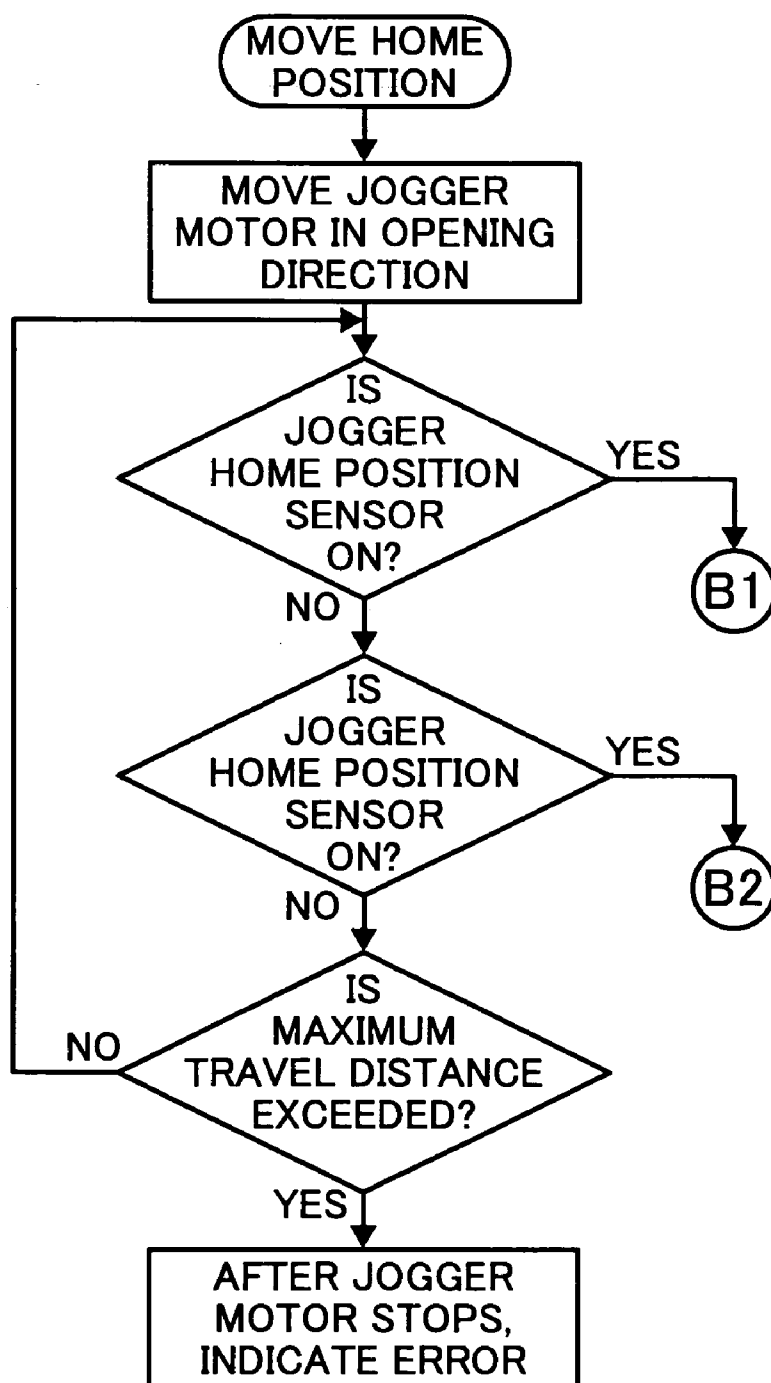 MOVE HOME
POSITION
MOVE JOGGER
MOTOR IN OPENING
DIRECTION
IS
JOGGER
HOME POSITION
SENSOR
ON?
YES
B1
NO
IS
JOGGER
HOME POSITION
SENSOR
ON?
YES
B2
NO
IS
MAXIMUM
TRAVEL DISTANCE
EXCEEDED?
NO
YES
AFTER JOGGER
MOTOR STOPS,
INDICATE ERROR